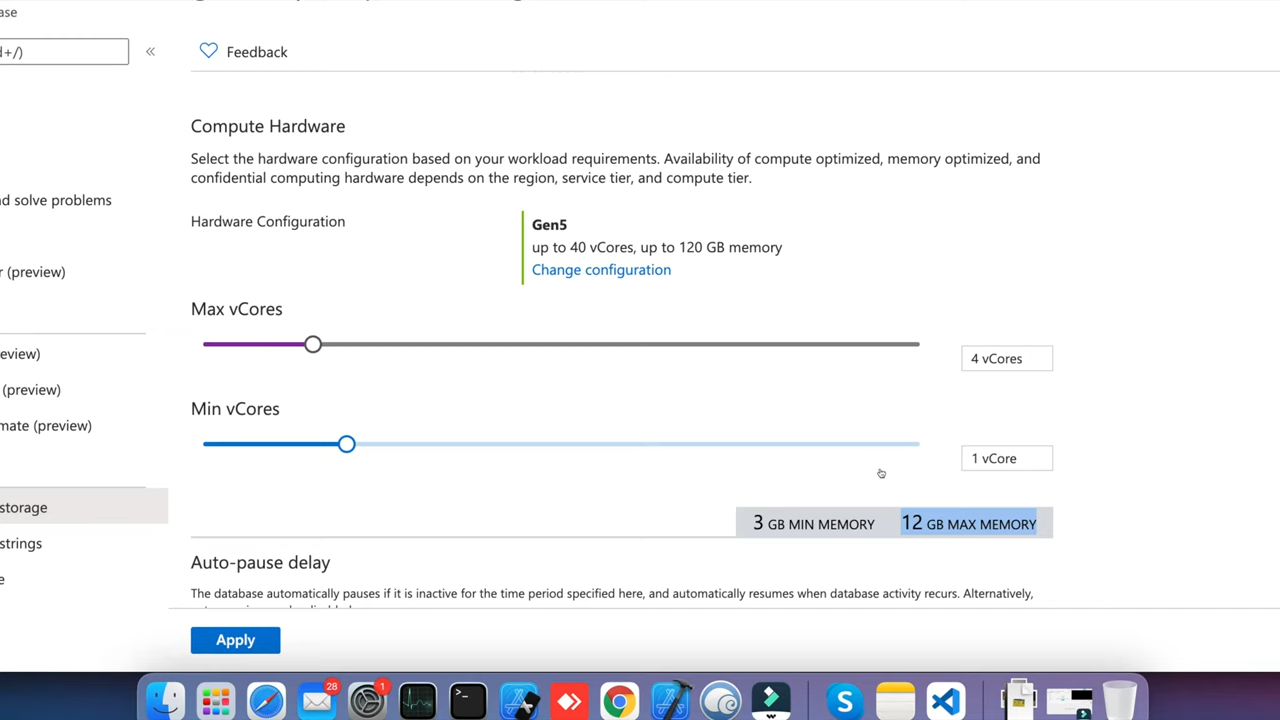 ase
d+/)
«
Feedback
Compute Hardware
Select the hardware configuration based on your workload requirements. Availability of compute optimized, memory optimized, and
confidential computing hardware depends on the region, service tier, and compute tier.
nd solve problems
Hardware Configuration
Gen5
up to 40 vCores, up to 120 GB memory
Change configuration
r (preview)
Max vCores
4 vCores
eview)
(preview)
Min vCores
mate (preview)
1 vCore
storage
3 GB MIN MEMORY
12 GB MAX MEMORY
strings
Auto-pause delay
e
The database automatically pauses if it is inactive for the time period specified here, and automatically resumes when database activity recurs. Alternatively,
Apply
28
1